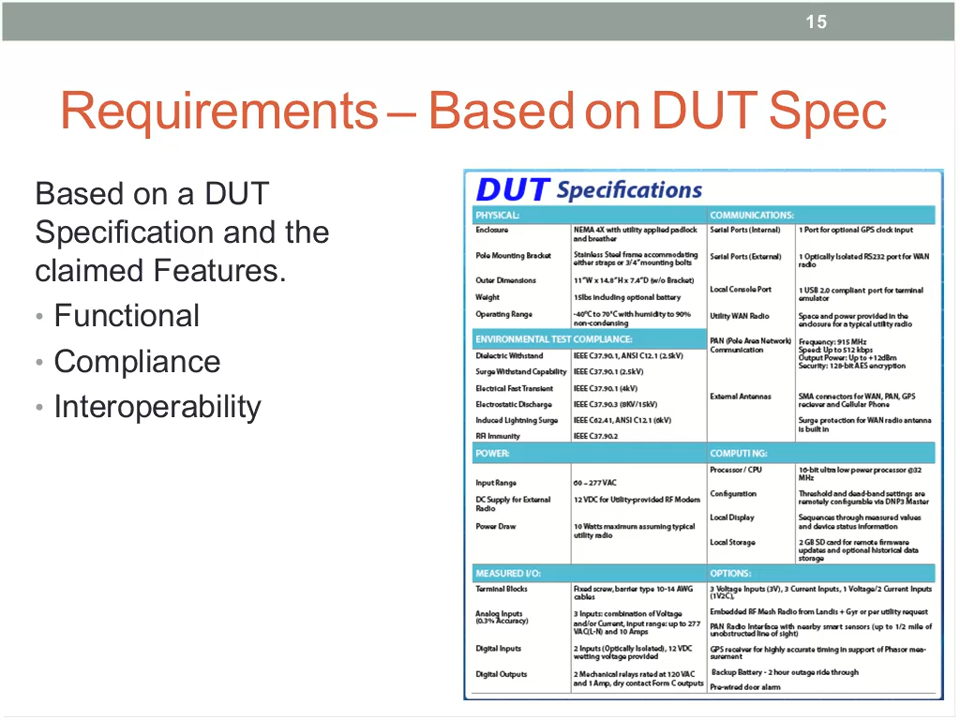 15
Requirements – Based on DUT Spec
Based on a DUT
Specification and the
claimed Features.
• Functional
• Compliance
• Interoperability
DUT Specifications
PHYSICAL:
Enclosure NEMA 4X with utility applied padlock
and breather
Pole Mounting Bracket Stainless Steel frame accommodating
either straps or 3/4" mounting bolts
Outer Dimensions 11"W x 14.8"H x 7.4"D (w/o Bracket)
Weight 15lbs including optional battery
Operating Range -40°C to 70°C with humidity to 90%
non-condensing
ENVIRONMENTAL TEST COMPLIANCE:
Dielectric Withstand IEEE C37.90.1, ANSI C12.1 (2.5kV)
Surge Withstand Capability IEEE C37.90.1 (2.5kV)
Electrical Fast Transient IEEE C37.90.1 (4kV)
Electrostatic Discharge IEEE C37.90.3 (8KV/15kV)
Induced Lightning Surge IEEE C62.41, ANSI C12.1 (6kV)
RFI Immunity IEEE C37.90.2
POWER:
Input Range 60 – 277 VAC
DC Supply for External
Radio 12 VDC for Utility-provided RF Modem
Power Draw 10 Watts maximum assuming typical
utility radio
MEASURED I/O:
Terminal Blocks Fixed screw, barrier type 10-14 AWG
cables
Analog Inputs
(0.3% Accuracy) 3 Inputs: combination of Voltage
and/or Current, input range: up to 277
VAC(L-N) and 10 Amps
Digital Inputs 2 Inputs (Optically Isolated), 12 VDC
wetting voltage provided
Digital Outputs 2 Mechanical relays rated at 120 VAC
and 1 Amp, dry contact Form C outputs
COMMUNICATIONS:
Serial Ports (Internal) 1 Port for optional GPS clock input
Serial Ports (External) 1 Optically Isolated RS232 port for WAN
radio
Local Console Port 1 USB 2.0 compliant port for terminal
emulator
Utility WAN Radio Space and power provided in the
enclosure for a typical utility radio
PAN (Pole Area Network)
Communication Frequency: 915 MHz
Speed: Up to 512 kbps
Output Power: Up to +12dBm
Security: 128-bit AES encryption
External Antennas SMA connectors for WAN, PAN, GPS
reciever and Cellular Phone
Surge protection for WAN radio antenna
is built in
COMPUTING:
Processor / CPU 16-bit ultra low power processor @32
MHz
Configuration Threshold and dead-band settings are
remotely configurable via DNP3 Master
Local Display Sequences through measured values
and device status information
Local Storage 2 GB SD card for remote firmware
updates and optional historical data
storage
OPTIONS:
3 Voltage Inputs (3V), 3 Current Inputs, 1 Voltage/2 Current Inputs
(1V2C),
Embedded RF Mesh Radio from Landis + Gyr or per utility request
PAN Radio Interface with nearby smart sensors (up to 1/2 mile of
unobstructed line of sight)
GPS receiver for highly accurate timing in support of Phasor mea-
surement
Backup Battery - 2 hour outage ride through
Pre-wired door alarm